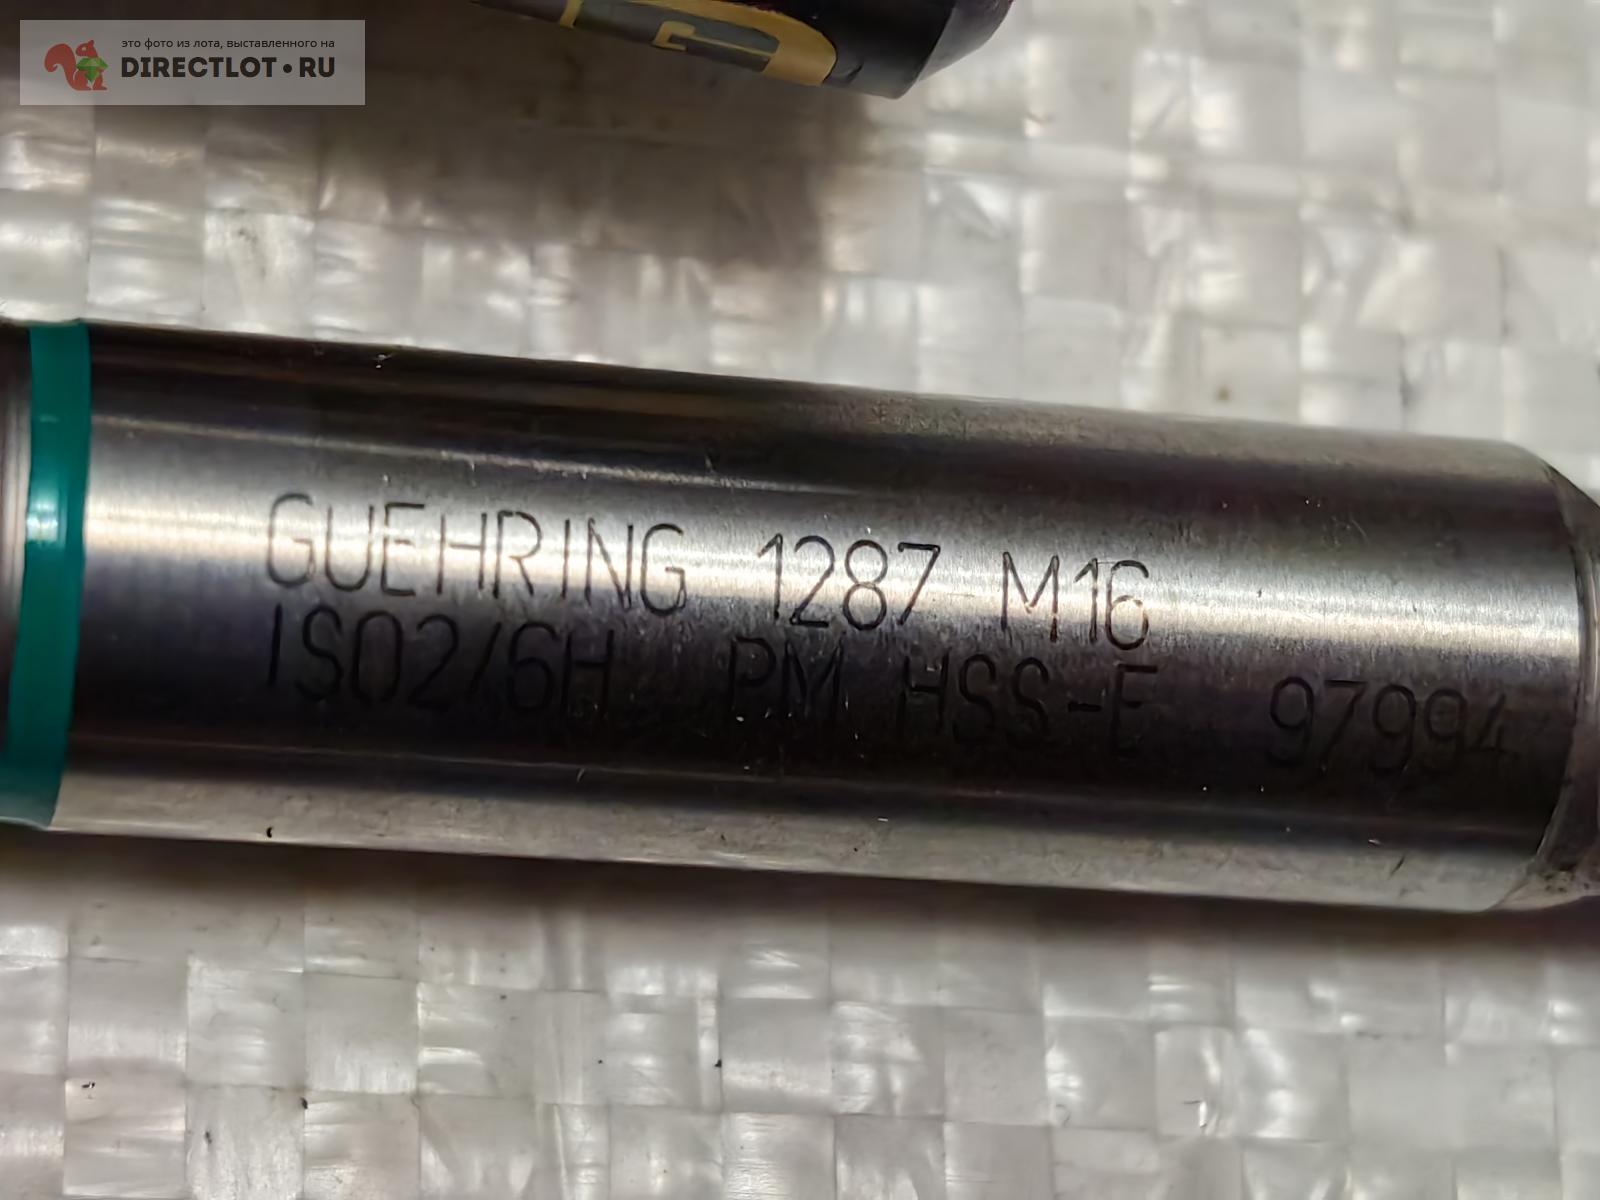 это фото из лота, выставленного на
DIRECTLOT•RU
GUEHRING 1287 M16
ISO2/6H PM HSS-E 97994